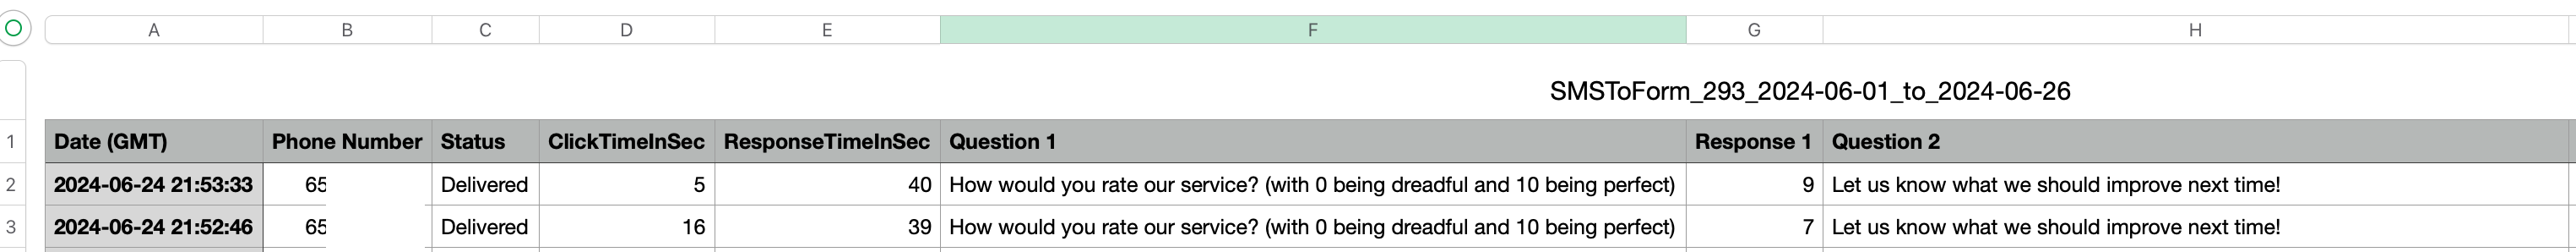 A B C D E F G H
SMSToForm_293_2024-06-01_to_2024-06-26
1 Date (GMT) Phone Number Status ClickTimeInSec ResponseTimeInSec Question 1 Response 1 Question 2
2 2024-06-24 21:53:33 65 Delivered 5 40 How would you rate our service? (with 0 being dreadful and 10 being perfect) 9 Let us know what we should improve next time!
3 2024-06-24 21:52:46 65 Delivered 16 39 How would you rate our service? (with 0 being dreadful and 10 being perfect) 7 Let us know what we should improve next time!